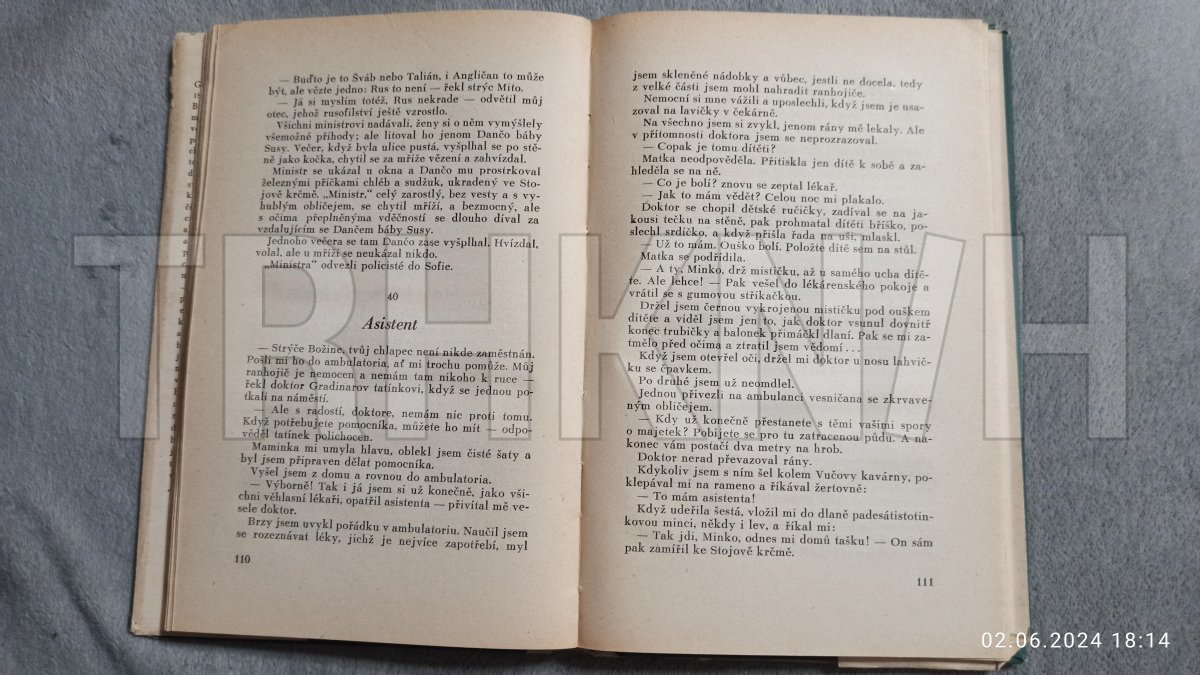 — Buďto je to Šváb nebo Talián, i Angličan to může
být, ale vězte jedno: Rus to není — řekl strýc Mito.
— Já si myslím totéž, Rus nekrade — odvětil můj
otec, jehož rusofilství ještě vzrostlo.
Všichni ministrovi nadávali, ženy si o něm vymýšlely
všemožné příhody; ale litoval ho jenom Dančo báby
Susy. Večer, když byla ulice pustá, vyšplhal se po stě-
ně jako kočka, chytil se za mříže vězení a zahvízdal.
Ministr se ukázal u okna a Dančo mu prostrkoval
železnými příčkami chléb a sudžuk, ukradený ve Sto-
jově krčmě. „Ministr,“ celý zarostlý, bez vesty a s vy-
hublým obličejem, se chytil mříží, a bezmocný, ale
s očima přeplněnýma vděčností se dlouho díval za
vzdalujícím se Dančem báby Susy.
Jednoho večera se tam Dančo zase vyšplhal. Hvízdal,
volal, ale u mříží se neukázal nikdo.
„Ministra“ odvezli policisté do Sofie.
40
Asistent
— Strýče Božine, tvůj chlapec není nikde zaměstnán.
Pošli mi ho do ambulatoria, ať mi trochu pomůže. Můj
ranhojič je nemocen a nemám tam nikoho k ruce —
řekl doktor Gradinarov tatínkovi, když se jednou po-
tkali na náměstí.
— Ale s radostí, doktore, nemám nic proti tomu.
Když potřebujete pomocníka, můžete ho mít — odpo-
věděl tatínek polichocen.
Maminka mi umyla hlavu, oblekl jsem čisté šaty a
byl jsem připraven dělat pomocníka.
Vyšel jsem z domu a rovnou do ambulatoria.
— Výborně! Tak i já jsem si už konečně, jako vši-
chni věhlasní lékaři, opatřil asistenta — přivítal mě ve-
sele doktor.
Brzy jsem uvykl pořádku v ambulatoriu. Naučil jsem
se rozeznávat léky, jichž je nejvíce zapotřebí, myl
110
jsem skleněné nádobky a vůbec, jestli ne docela, tedy
z velké části jsem mohl nahradit ranhojiče.
Nemocní si mne vážili a uposlechli, když jsem je usa-
zoval na lavičky v čekárně.
Na všechno jsem si zvykl, jenom rány mě lekaly. Ale
v přítomnosti doktora jsem se neprozrazoval.
— Copak je tomu dítěti?
Matka neodpověděla. Přitiskla jen dítě k sobě a za-
hleděla se na ně.
— Co je bolí? znovu se zeptal lékař.
— Jak to mám vědět? Celou noc mi plakalo.
Doktor se chopil dětské ručičky, zadíval se na ja-
kousi tečku na stěně, pak prohmatal dítěti bříško, po-
slechl srdíčko, a když přišla řada na uši, mlaskl.
— Už to mám. Ouško bolí. Položte dítě sem na stůl.
Matka se podřídila.
— A ty, Minko, drž mističku, až u samého ucha dítě-
te. Ale lehce! — Pak vešel do lékárenského pokoje a
vrátil se s gumovou stříkačkou.
Držel jsem černou vykrojenou mističku pod ouškem
dítěte a viděl jsem jen to, jak doktor vsunul dovnitř
konec trubičky a balonek přimáčkl dlaní. Pak se mi za-
tmělo před očima a ztratil jsem vědomí . . .
Když jsem otevřel oči, držel mi doktor u nosu lahvič-
ku se čpavkem.
Po druhé jsem už neomdlel.
Jednou přivezli na ambulanci vesničana se zkrvave-
ným obličejem.
— Kdy už konečně přestanete s těmi vašimi spory
o majetek? Pobijete se pro tu zatracenou půdu. A na-
konec vám postačí dva metry na hrob.
Doktor nerad převazoval rány.
Kdykoliv jsem s ním šel kolem Vučovy kavárny, po-
klepával mi na rameno a říkával žertovně:
— To mám asistenta!
Když udeřila šestá, vložil mi do dlaně padesátistotin-
kovou minci, někdy i lev, a říkal mi:
— Tak jdi, Minko, odnes mi domů tašku! — On sám
pak zamířil ke Stojově krčmě.
111
02.06.2024 18:14